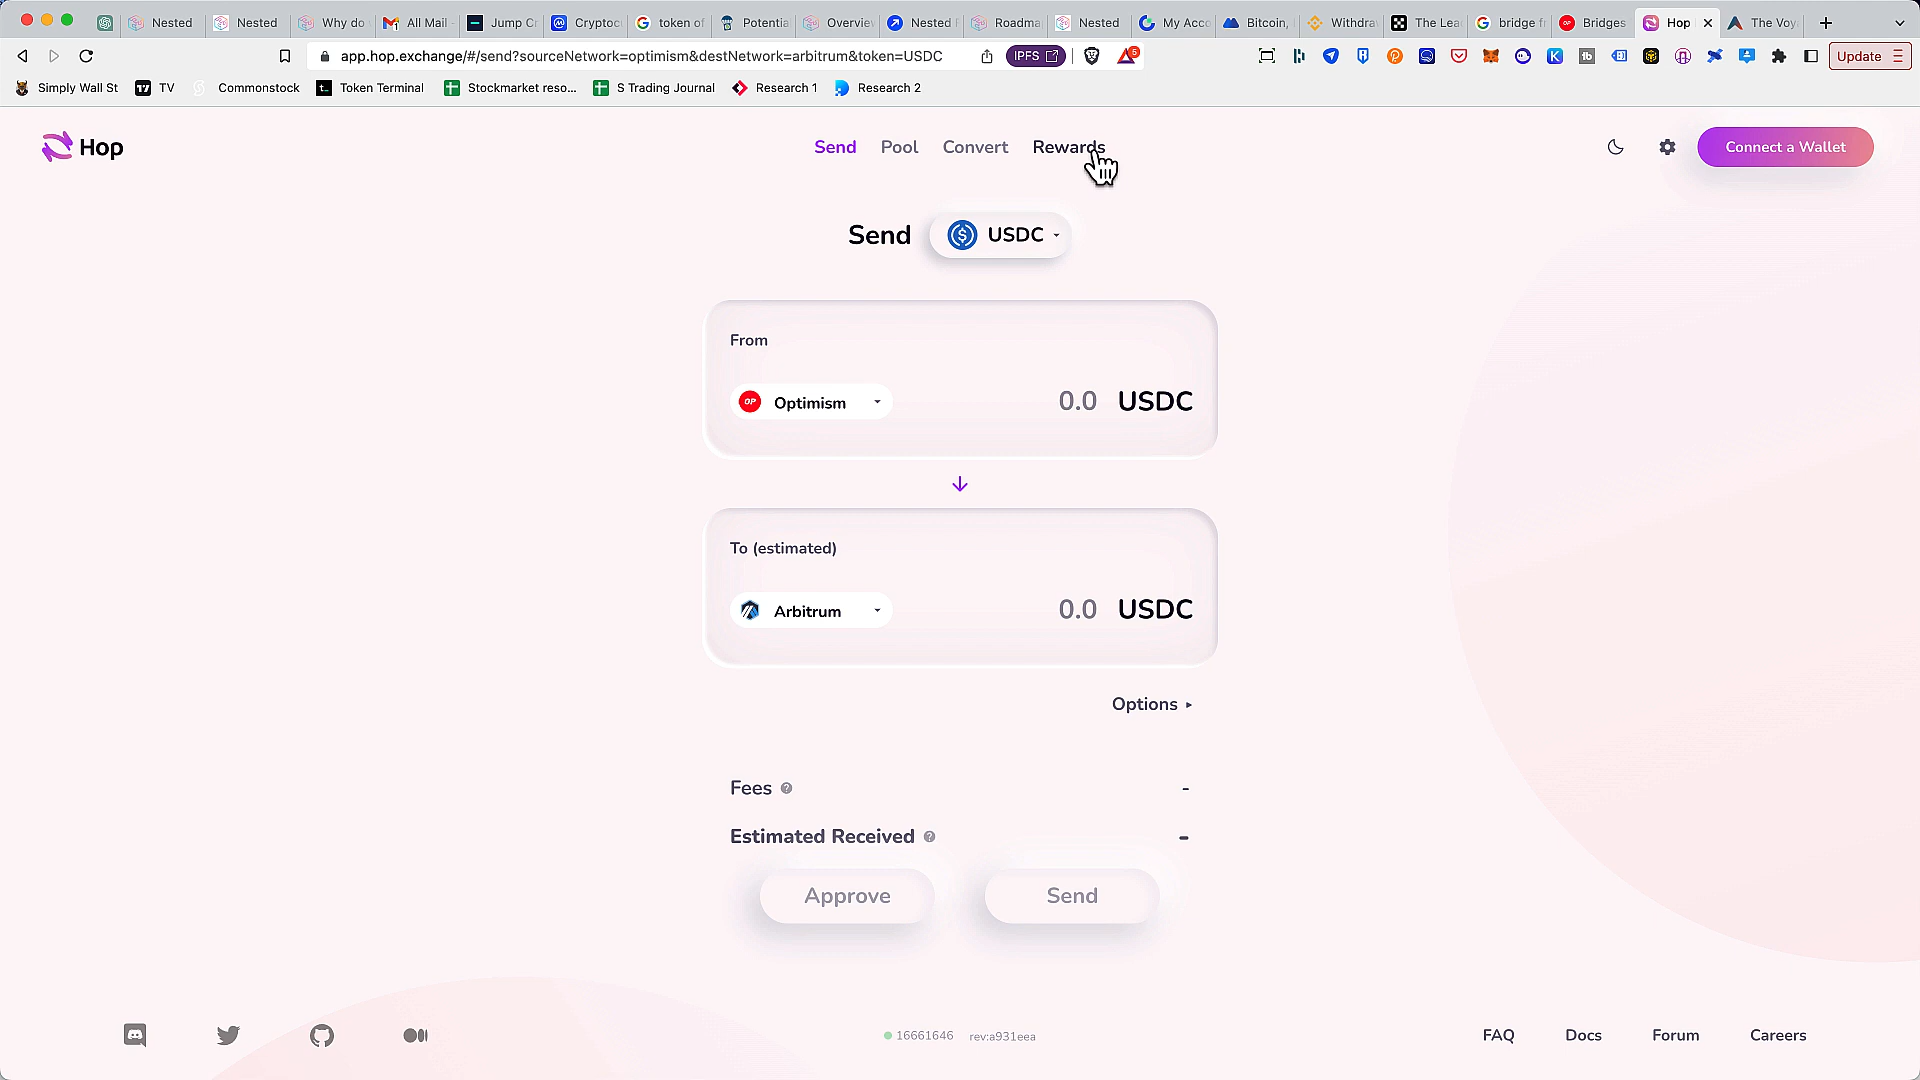 Nested
Nested
Why do
All Mail -
Jump Cr
Cryptoc
token of
Potentia
Overvie
Nested
Roadma
Nested
My Acco
Bitcoin,
Withdra
The Lea
bridge f
Bridges
Hop
The Voy
app.hop.exchange/#/send?sourceNetwork=optimism&destNetwork=arbitrum&token=USDC
IPFS
5
Update
Simply Wall St
TV
Commonstock
Token Terminal
Stockmarket reso...
S Trading Journal
Research 1
Research 2
Hop
Send
Pool
Convert
Rewards
Connect a Wallet
Send
USDC
From
OP
Optimism
0.0 USDC
To (estimated)
Arbitrum
0.0 USDC
Options
Fees
-
Estimated Received
-
Approve
Send
16661646
rev:a931eea
FAQ
Docs
Forum
Careers